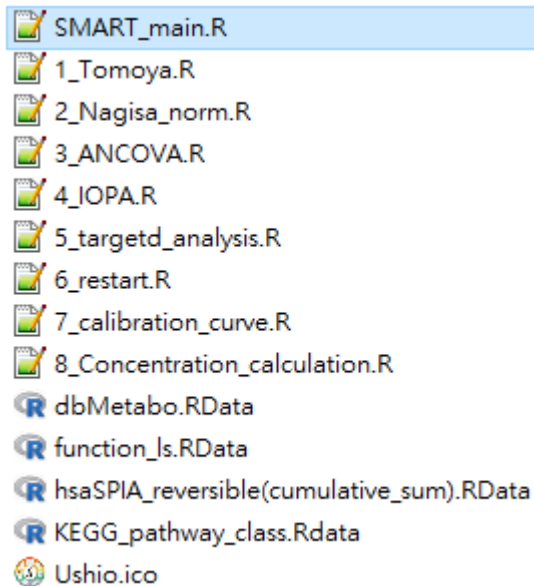 SMART_main.R
1_Tomoya.R
2_Nagisa_norm.R
3_ANCOVA.R
4_IOPA.R
5_targetd_analysis.R
6_restart.R
7_calibration_curve.R
8_Concentration_calculation.R
dbMetabo.RData
function_ls.RData
hsaSPIA_reversible(cumulative_sum).RData
KEGG_pathway_class.Rdata
Ushio.ico